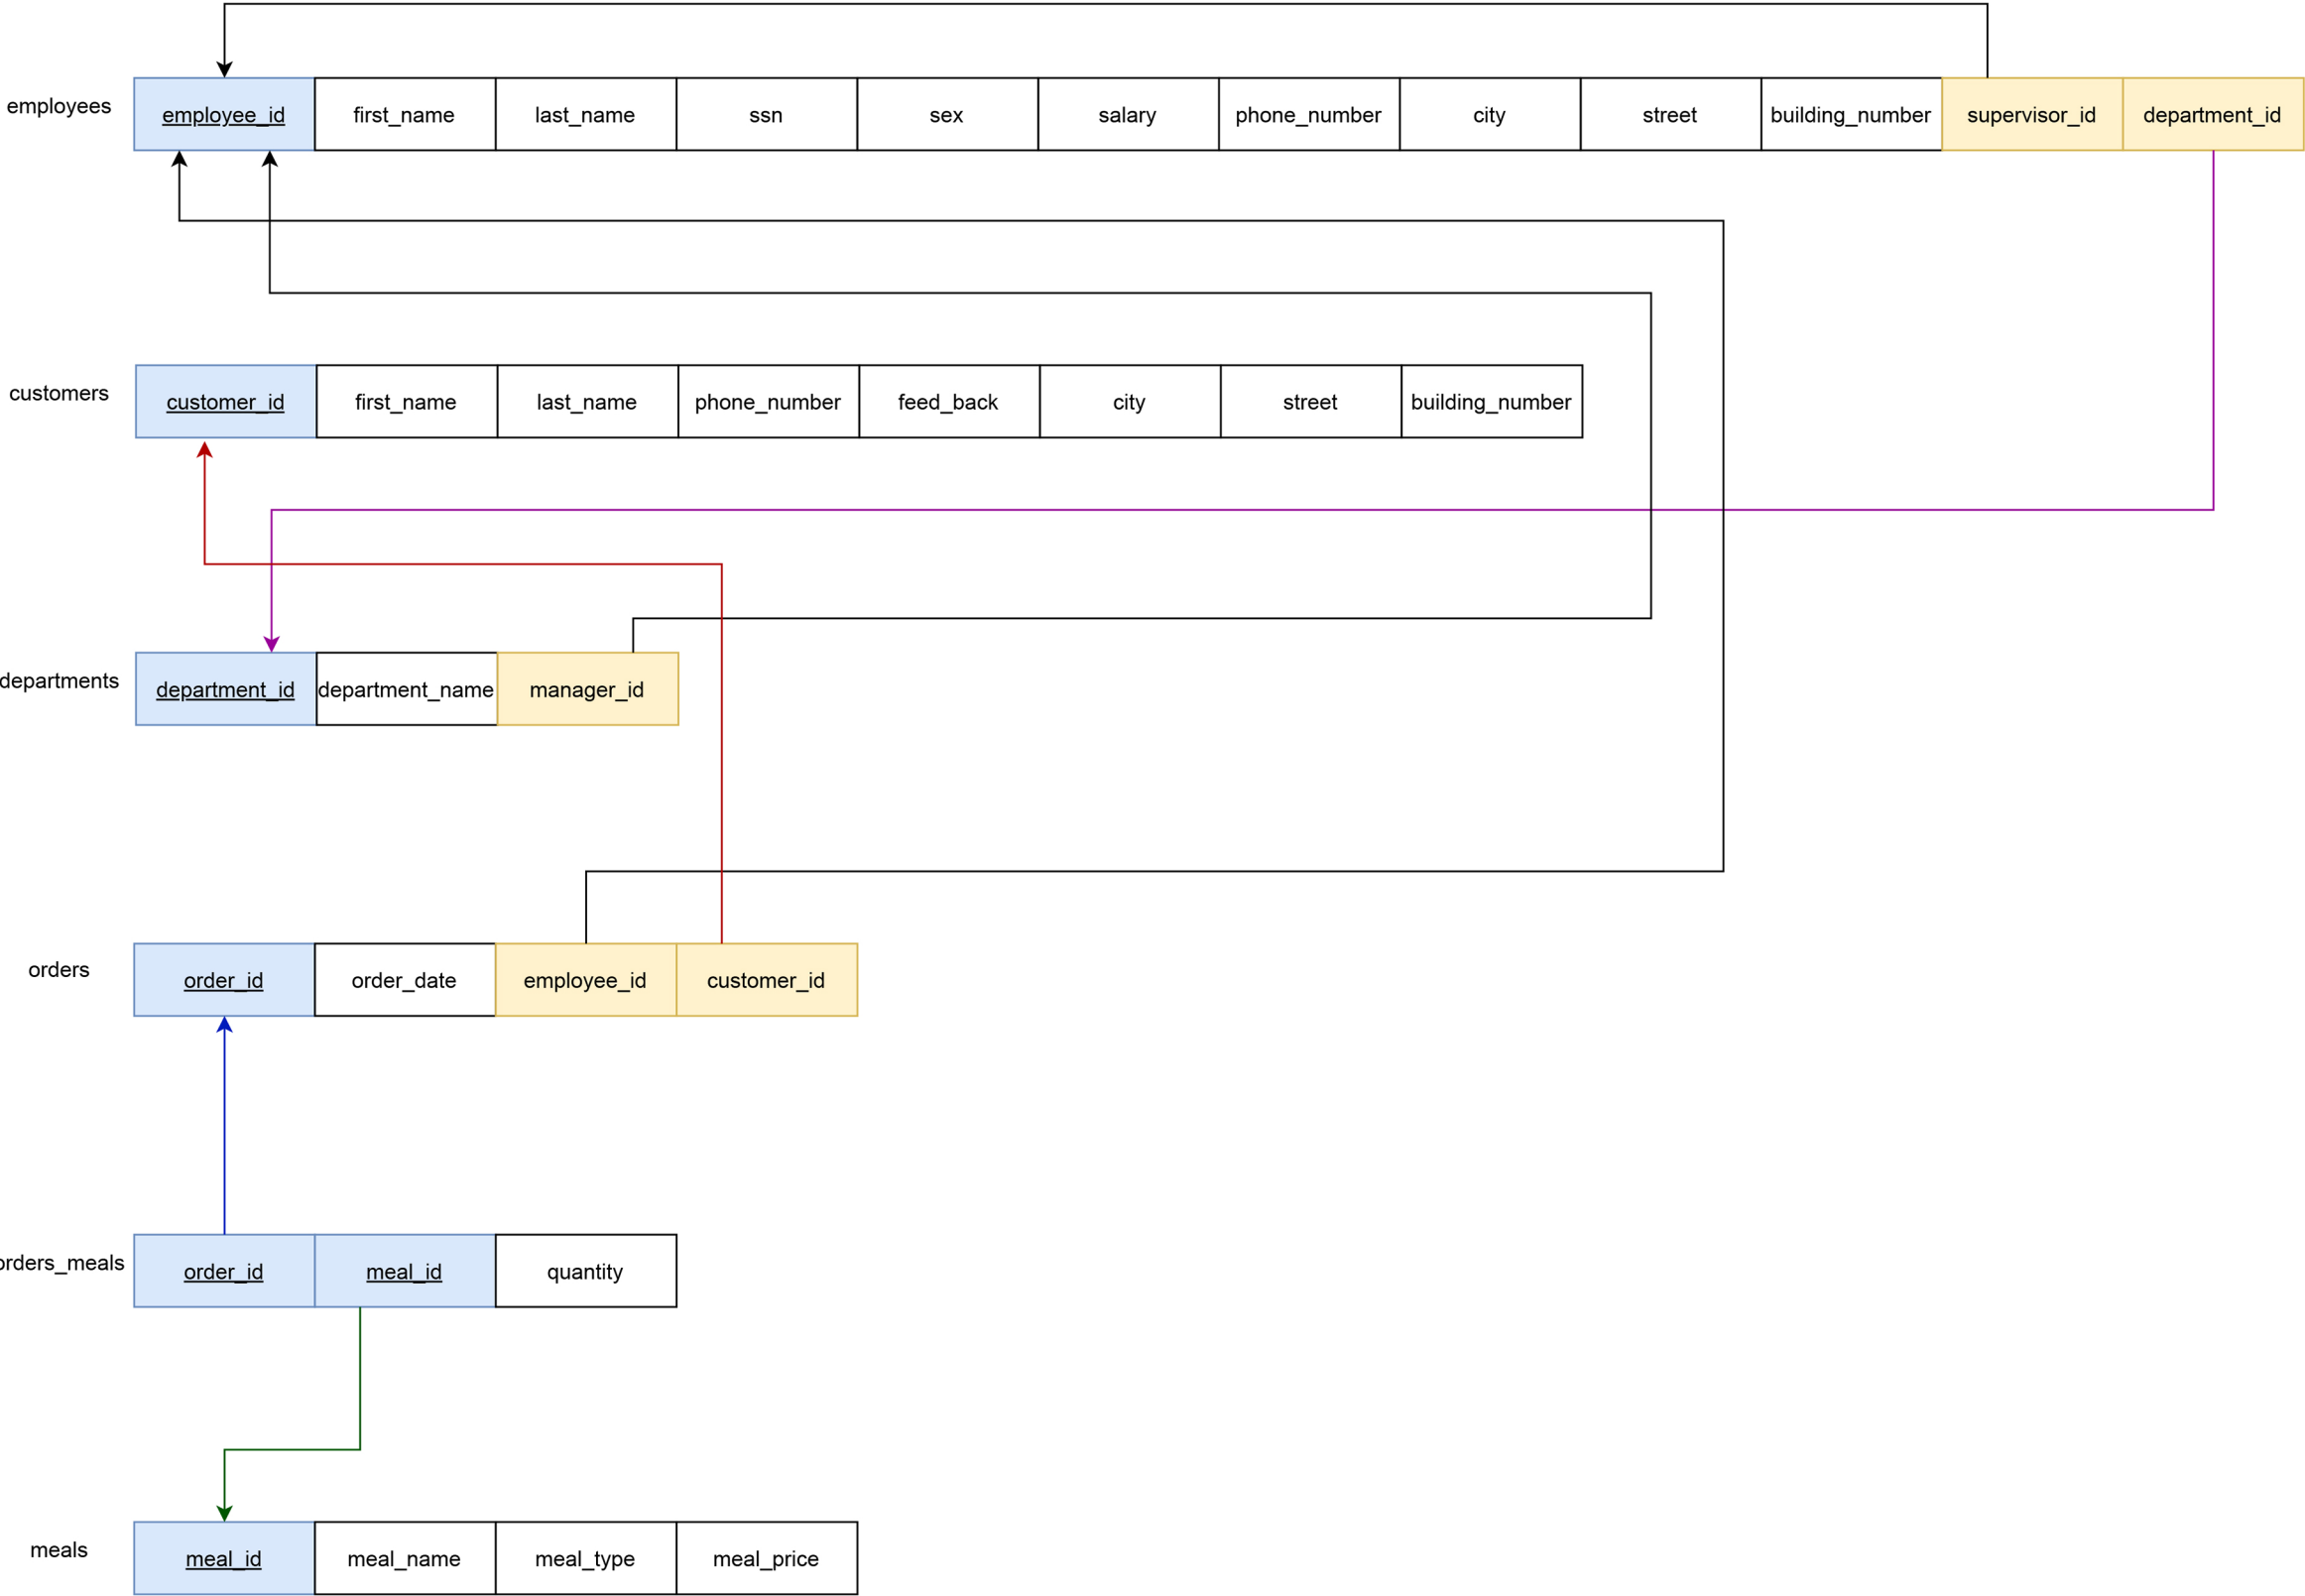 employees
employee_id
first_name
last_name
ssn
sex
salary
phone_number
city
street
building_number
supervisor_id
department_id
customers
customer_id
first_name
last_name
phone_number
feed_back
city
street
building_number
departments
department_id
department_name
manager_id
orders
order_id
order_date
employee_id
customer_id
orders_meals
order_id
meal_id
quantity
meals
meal_id
meal_name
meal_type
meal_price